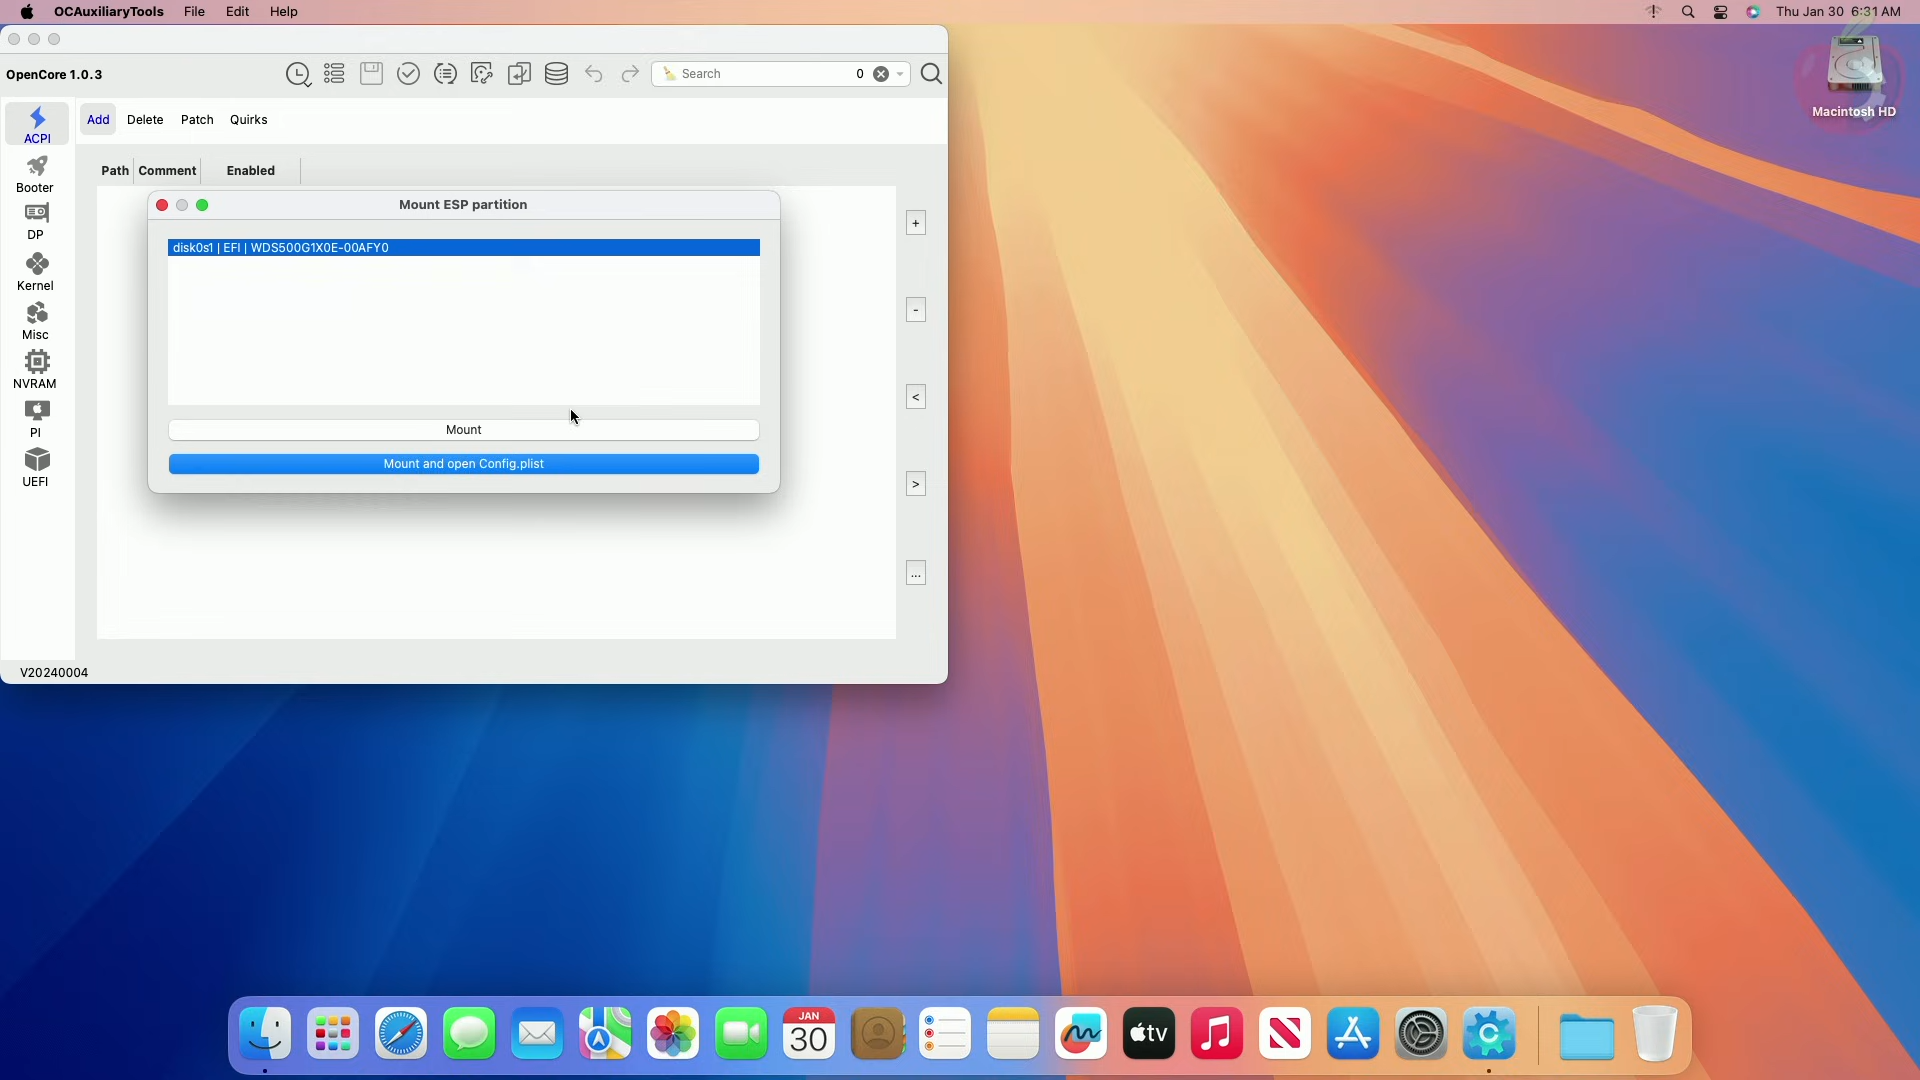 OCAuxiliaryTools File Edit Help
Thu Jan 30 6:31 AM
OpenCore 1.0.3
Search 0
Macintosh HD
ACPI
Booter
DP
Kernel
Misc
NVRAM
PI
UEFI
Add Delete Patch Quirks
Path Comment Enabled
Mount ESP partition
disk0s1 | EFI | WDS500G1X0E-00AFY0
Mount
Mount and open Config.plist
+
-
<
>
...
V20240004
JAN
30
tv